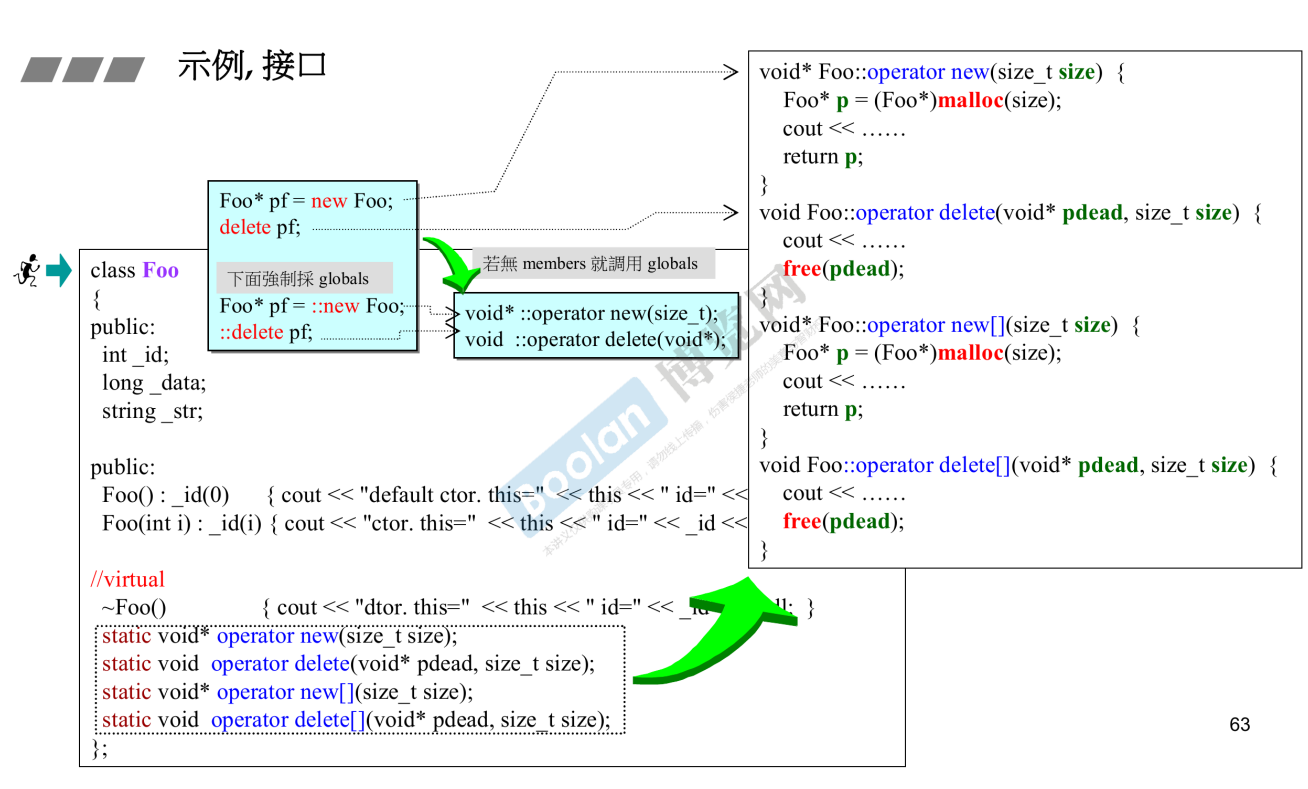 示例, 接口
Foo* pf = new Foo;
delete pf;
下面強制採 globals
Foo* pf = ::new Foo;
::delete pf;
若無 members 就調用 globals
void* ::operator new(size_t);
void ::operator delete(void*);
class Foo
{
public:
int _id;
long _data;
string _str;
public:
Foo() : _id(0) { cout << "default ctor. this=" << this << " id=" <<
Foo(int i) : _id(i) { cout << "ctor. this=" << this << " id=" << _id <<
//virtual
~Foo() { cout << "dtor. this=" << this << " id=" << _id }
static void* operator new(size_t size);
static void operator delete(void* pdead, size_t size);
static void* operator new[](size_t size);
static void operator delete[](void* pdead, size_t size);
};
void* Foo::operator new(size_t size) {
Foo* p = (Foo*)malloc(size);
cout << ……
return p;
}
void Foo::operator delete(void* pdead, size_t size) {
cout << ……
free(pdead);
}
void* Foo::operator new[](size_t size) {
Foo* p = (Foo*)malloc(size);
cout << ……
return p;
}
void Foo::operator delete[](void* pdead, size_t size) {
cout << ……
free(pdead);
}
Boolan 博览网
63